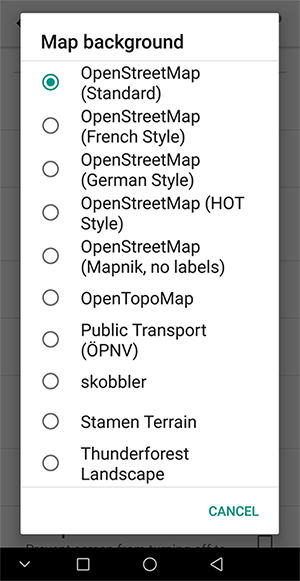 Map background
OpenStreetMap
(Standard)
OpenStreetMap
(French Style)
OpenStreetMap
(German Style)
OpenStreetMap (HOT
Style)
OpenStreetMap
(Mapnik, no labels)
OpenTopoMap
Public Transport
(ÖPNV)
skobbler
Stamen Terrain
Thunderforest
Landscape
CANCEL